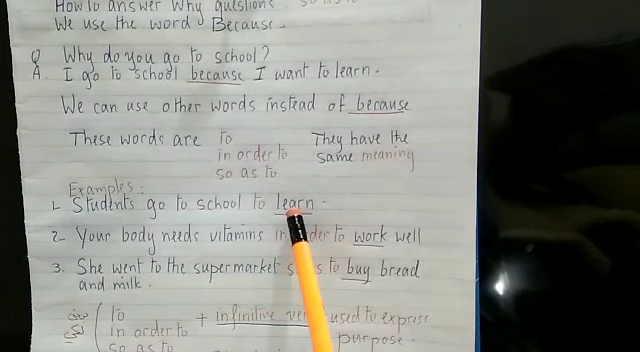 How to answer Why questions
We use the word Because.
Q Why do you go to school?
A. I go to school because I want to learn.
We can use other words instead of because
These words are to They have the
in order to same meaning
so as to
Examples:
1. Students go to school to learn.
2 Your body needs vitamins in order to work well
3. She went to the supermarket s to buy bread
and milk.
to
in order to + infinitive used to express
so as to purpose.